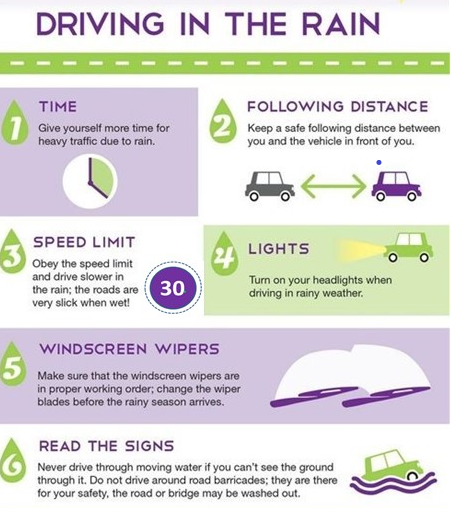 DRIVING IN THE RAIN
1
TIME
Give yourself more time for
heavy traffic due to rain.
2
FOLLOWING DISTANCE
Keep a safe following distance between
you and the vehicle in front of you.
3
SPEED LIMIT
Obey the speed limit
and drive slower in
the rain; the roads are
very slick when wet!
30
4
LIGHTS
Turn on your headlights when
driving in rainy weather.
5
WINDSCREEN WIPERS
Make sure that the windscreen wipers are
in proper working order; change the wiper
blades before the rainy season arrives.
6
READ THE SIGNS
Never drive through moving water if you can't see the ground
through it. Do not drive around road barricades; they are there
for your safety, the road or bridge may be washed out.